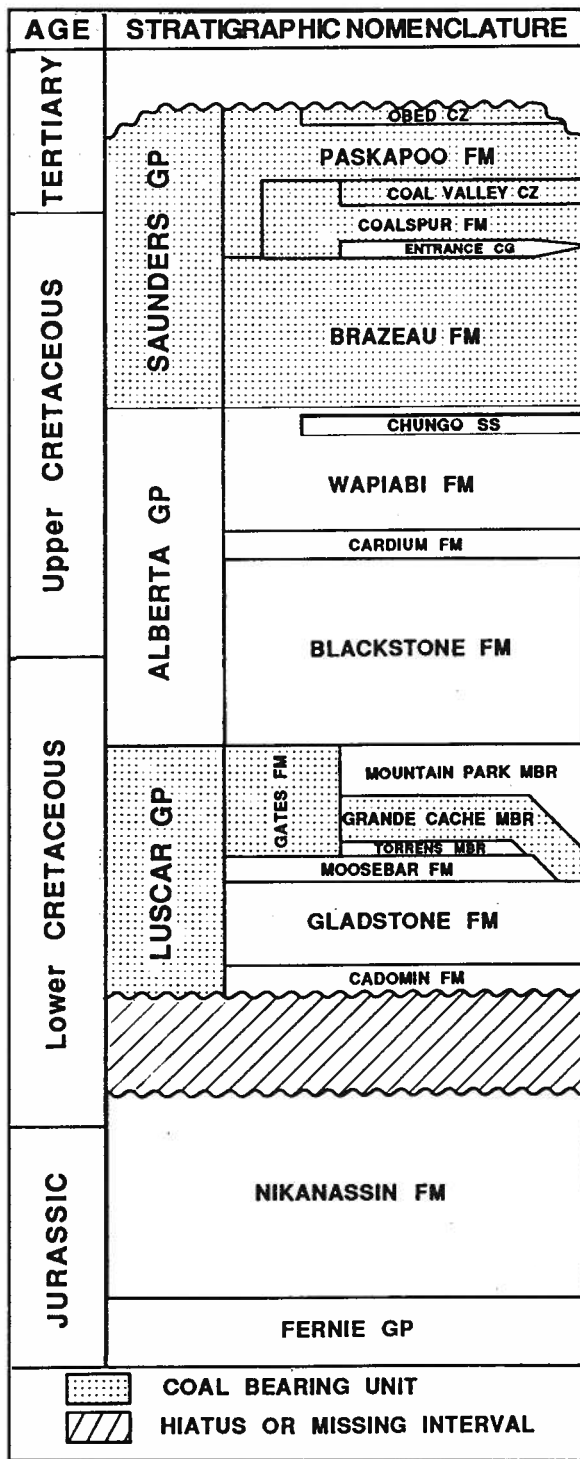 AGE STRATIGRAPHIC NOMENCLATURE
TERTIARY
Upper CRETACEOUS
Lower CRETACEOUS
JURASSIC
SAUNDERS GP
ALBERTA GP
LUSCAR GP
OBED CZ
PASKAPOO FM
COAL VALLEY CZ
COALSPUR FM
ENTRANCE CG
BRAZEAU FM
CHUNGO SS
WAPIABI FM
CARDIUM FM
BLACKSTONE FM
GATES FM
MOUNTAIN PARK MBR
GRANDE CACHE MBR
TORRENS MBR
MOOSEBAR FM
GLADSTONE FM
CADOMIN FM
NIKANASSIN FM
FERNIE GP
COAL BEARING UNIT
HIATUS OR MISSING INTERVAL